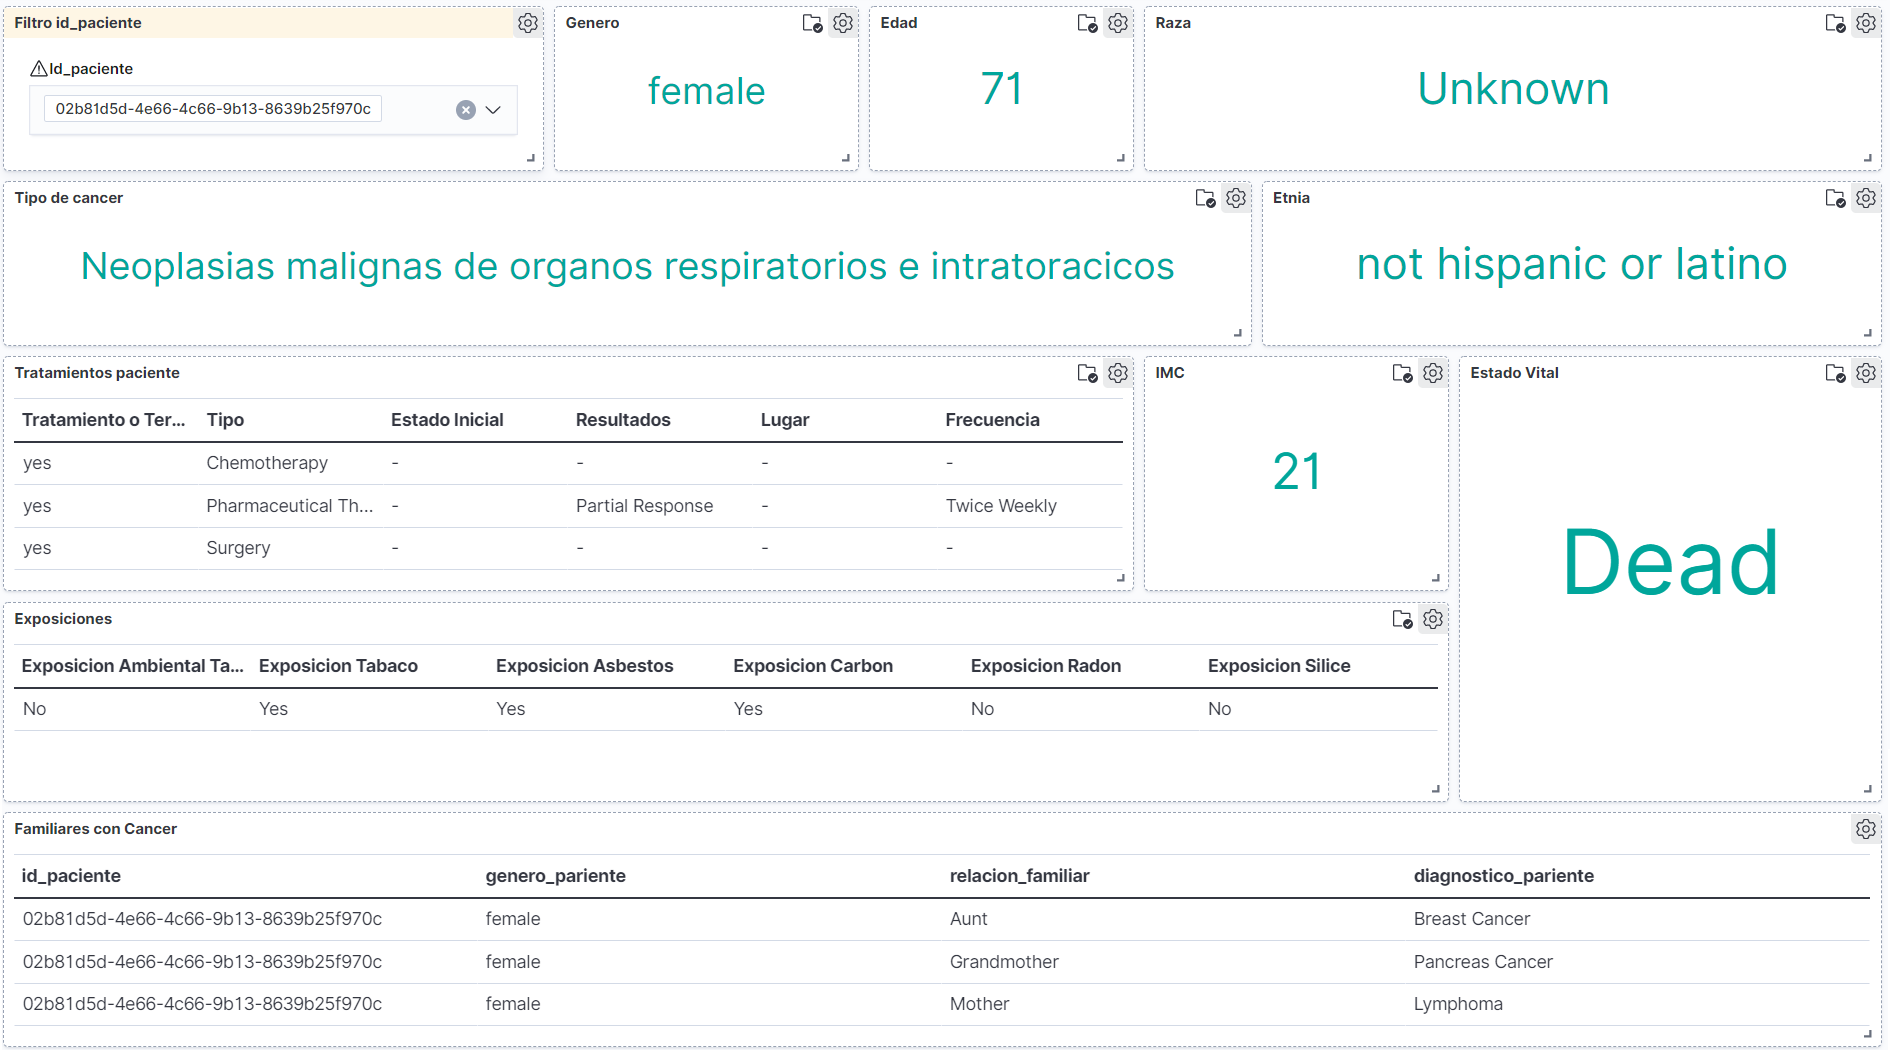 Filtro id_paciente
Id_paciente
02b81d5d-4e66-4c66-9b13-8639b25f970c
Genero
female
Edad
71
Raza
Unknown
Tipo de cancer
Neoplasias malignas de organos respiratorios e intratoracicos
Etnia
not hispanic or latino
Tratamientos paciente
Tratamiento o Ter... Tipo Estado Inicial Resultados Lugar Frecuencia
yes Chemotherapy - - - -
yes Pharmaceutical Th... - Partial Response - Twice Weekly
yes Surgery - - - -
IMC
21
Estado Vital
Dead
Exposiciones
Exposicion Ambiental Ta... Exposicion Tabaco Exposicion Asbestos Exposicion Carbon Exposicion Radon Exposicion Silice
No Yes Yes Yes No No
Familiares con Cancer
id_paciente genero_pariente relacion_familiar diagnostico_pariente
02b81d5d-4e66-4c66-9b13-8639b25f970c female Aunt Breast Cancer
02b81d5d-4e66-4c66-9b13-8639b25f970c female Grandmother Pancreas Cancer
02b81d5d-4e66-4c66-9b13-8639b25f970c female Mother Lymphoma